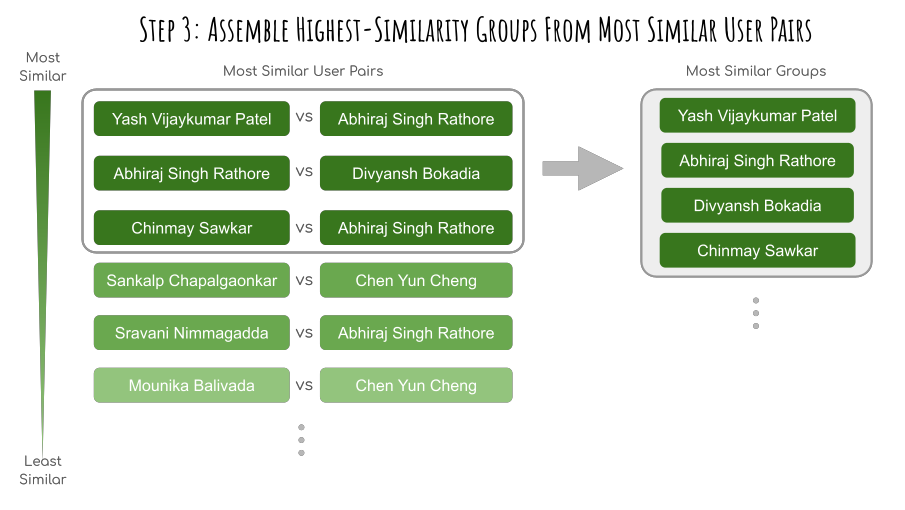 Step 3: Assemble Highest-Similarity Groups From Most Similar User Pairs
Most
Similar
Most Similar User Pairs
Most Similar Groups
Yash Vijaykumar Patel vs Abhiraj Singh Rathore
Abhiraj Singh Rathore vs Divyansh Bokadia
Chinmay Sawkar vs Abhiraj Singh Rathore
Sankalp Chapalgaonkar vs Chen Yun Cheng
Sravani Nimmagadda vs Abhiraj Singh Rathore
Mounika Balivada vs Chen Yun Cheng
Yash Vijaykumar Patel
Abhiraj Singh Rathore
Divyansh Bokadia
Chinmay Sawkar
Least
Similar